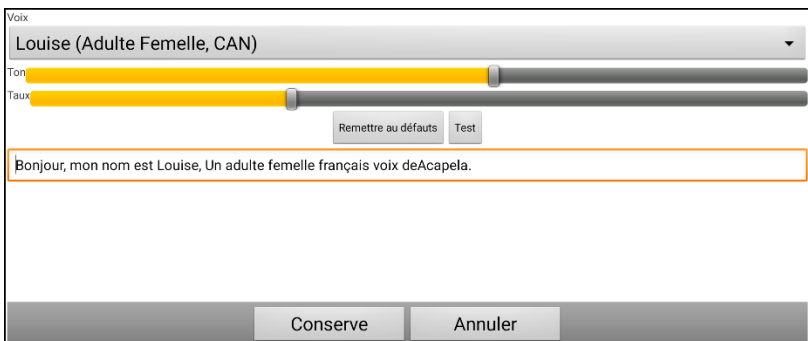 Voix
Louise (Adulte Femelle, CAN)
Ton
Taux
Remettre au défauts Test
Bonjour, mon nom est Louise, Un adulte femelle français voix deAcapela.
Conserve Annuler